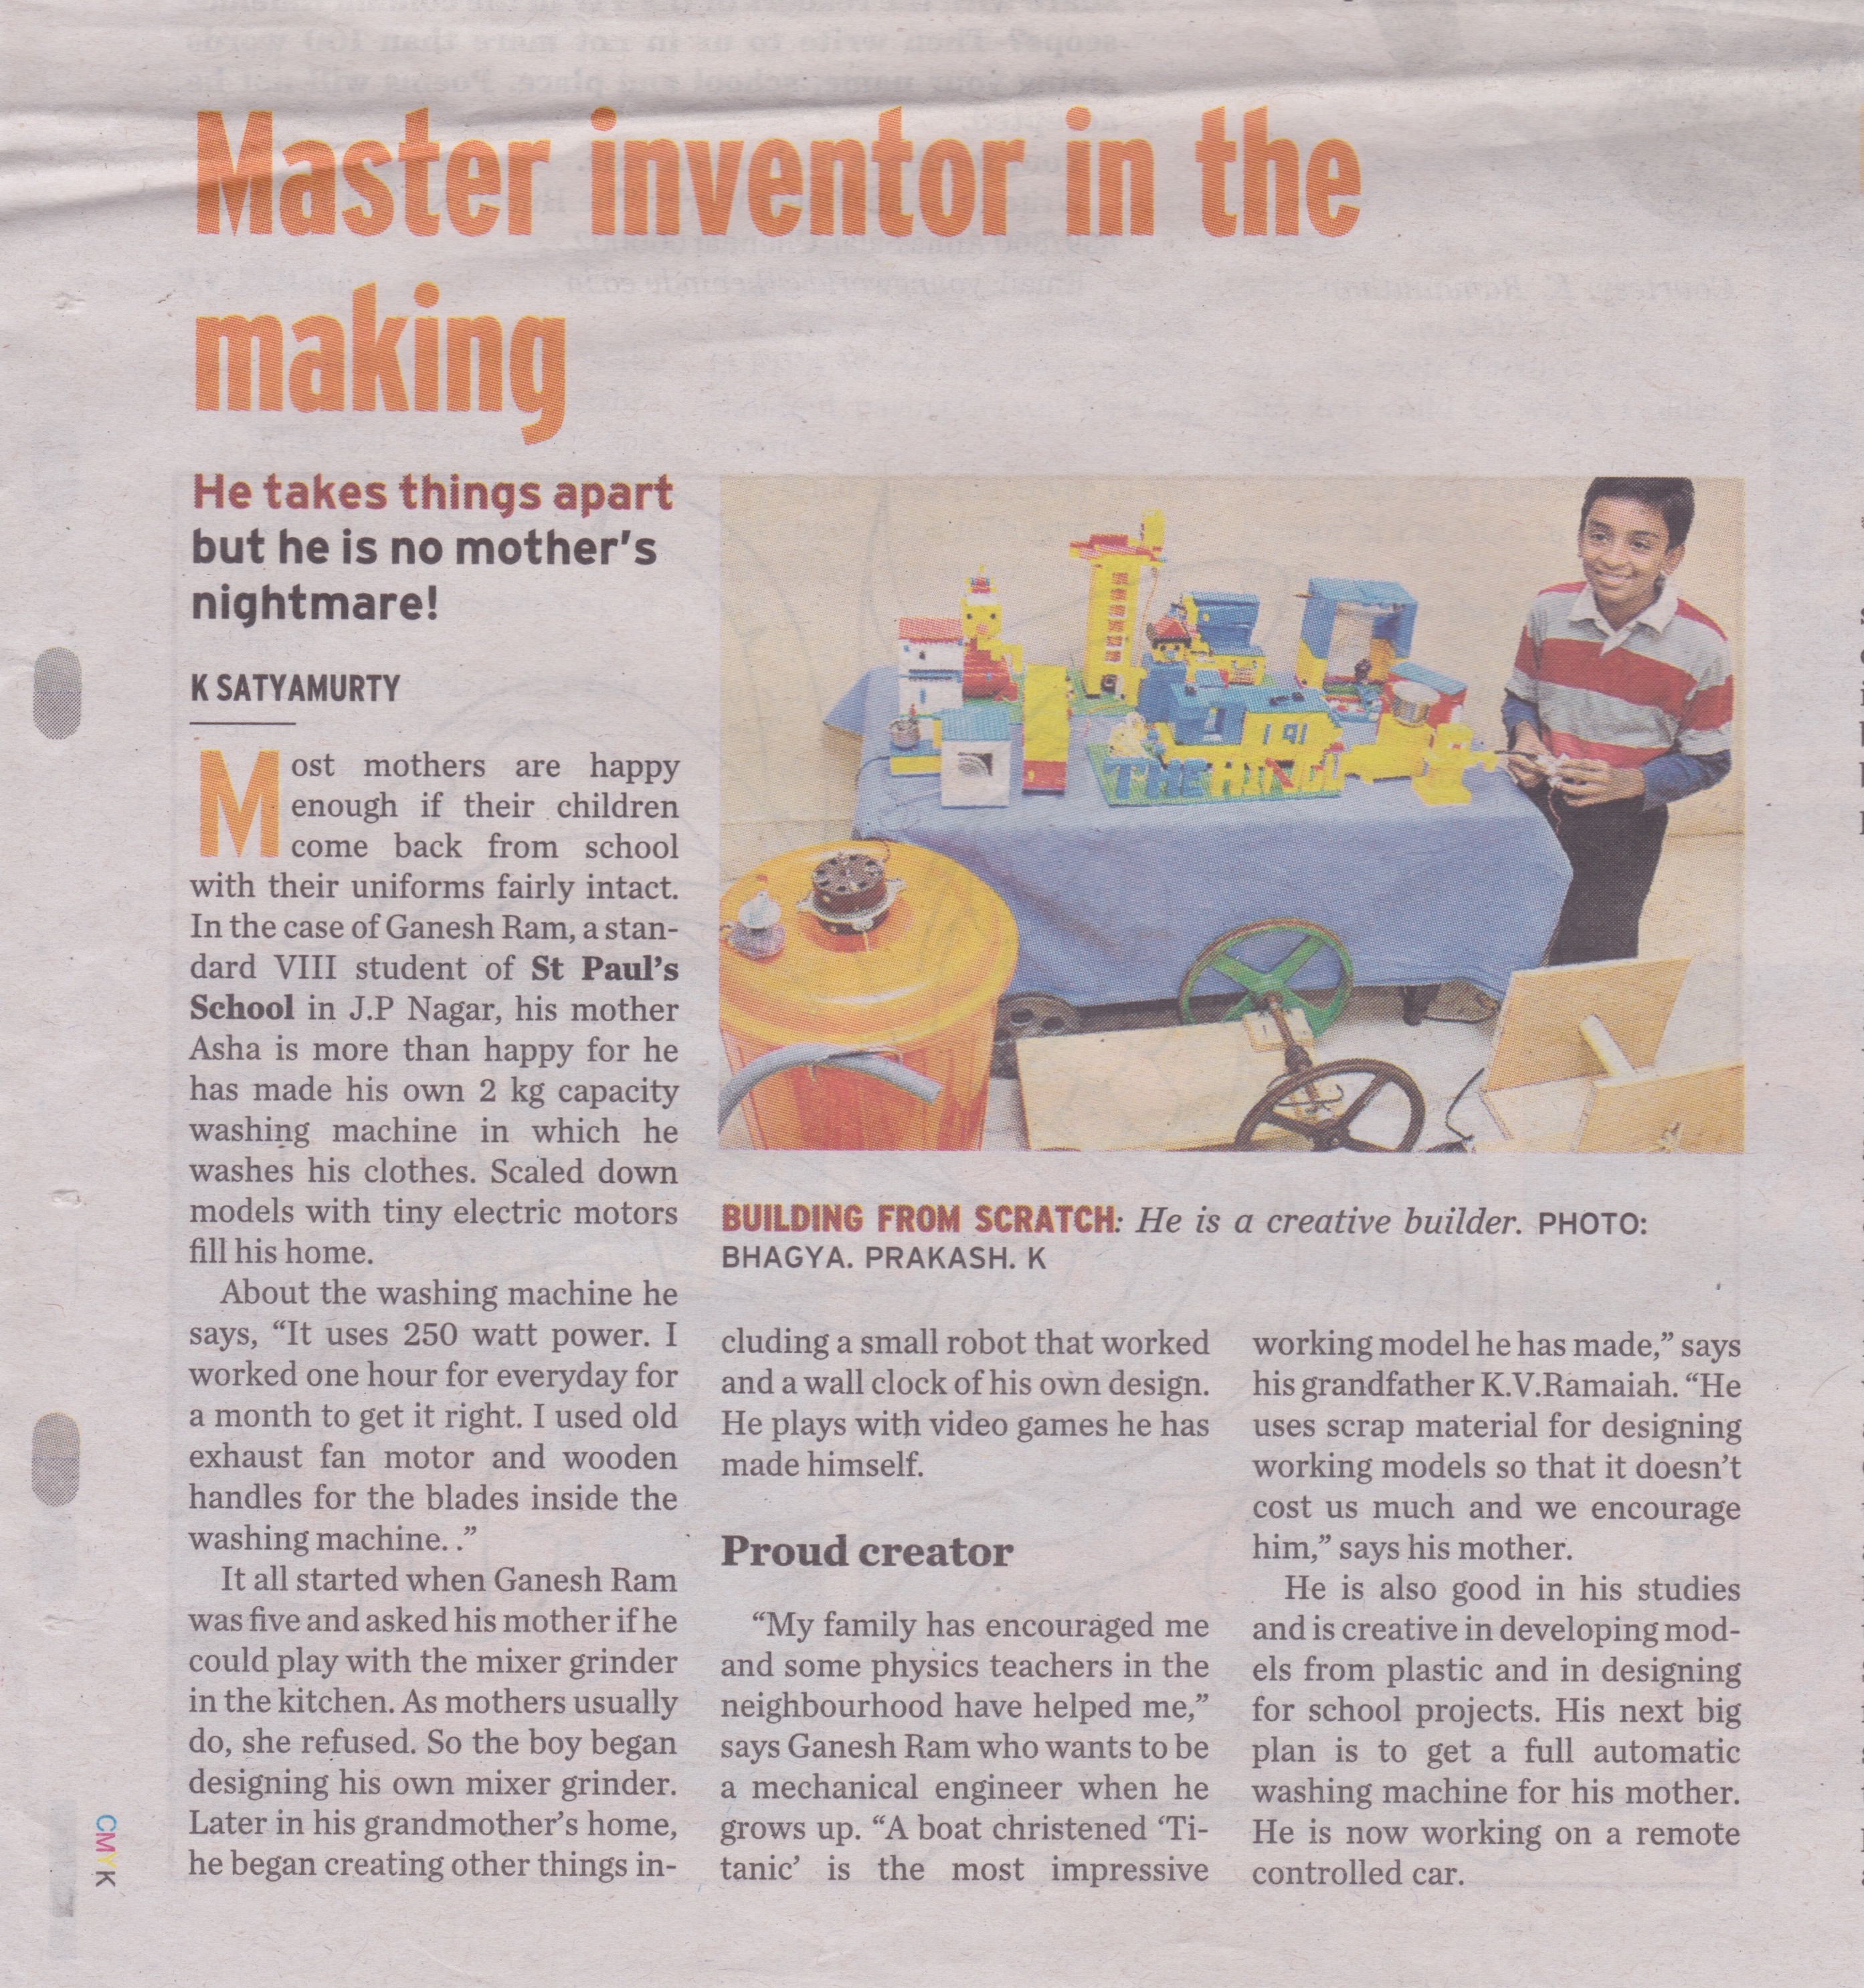 Master inventor in the
making
He takes things apart
but he is no mother's
nightmare!
K SATYAMURTY
Most mothers are happy
enough if their children
come back from school
with their uniforms fairly intact.
In the case of Ganesh Ram, a stan-
dard VIII student of St Paul's
School in J.P Nagar, his mother
Asha is more than happy for he
has made his own 2 kg capacity
washing machine in which he
washes his clothes. Scaled down
models with tiny electric motors
fill his home.
About the washing machine he
says, “It uses 250 watt power. I
worked one hour for everyday for
a month to get it right. I used old
exhaust fan motor and wooden
handles for the blades inside the
washing machine. .”
It all started when Ganesh Ram
was five and asked his mother if he
could play with the mixer grinder
in the kitchen. As mothers usually
do, she refused. So the boy began
designing his own mixer grinder.
Later in his grandmother's home,
he began creating other things in-
THE HINDU
BUILDING FROM SCRATCH: He is a creative builder. PHOTO:
BHAGYA. PRAKASH. K
cluding a small robot that worked
and a wall clock of his own design.
He plays with video games he has
made himself.
Proud creator
“My family has encouraged me
and some physics teachers in the
neighbourhood have helped me,”
says Ganesh Ram who wants to be
a mechanical engineer when he
grows up. “A boat christened ‘Ti-
tanic’ is the most impressive
working model he has made,” says
his grandfather K.V.Ramaiah. “He
uses scrap material for designing
working models so that it doesn't
cost us much and we encourage
him,” says his mother.
He is also good in his studies
and is creative in developing mod-
els from plastic and in designing
for school projects. His next big
plan is to get a full automatic
washing machine for his mother.
He is now working on a remote
controlled car.
CMYK